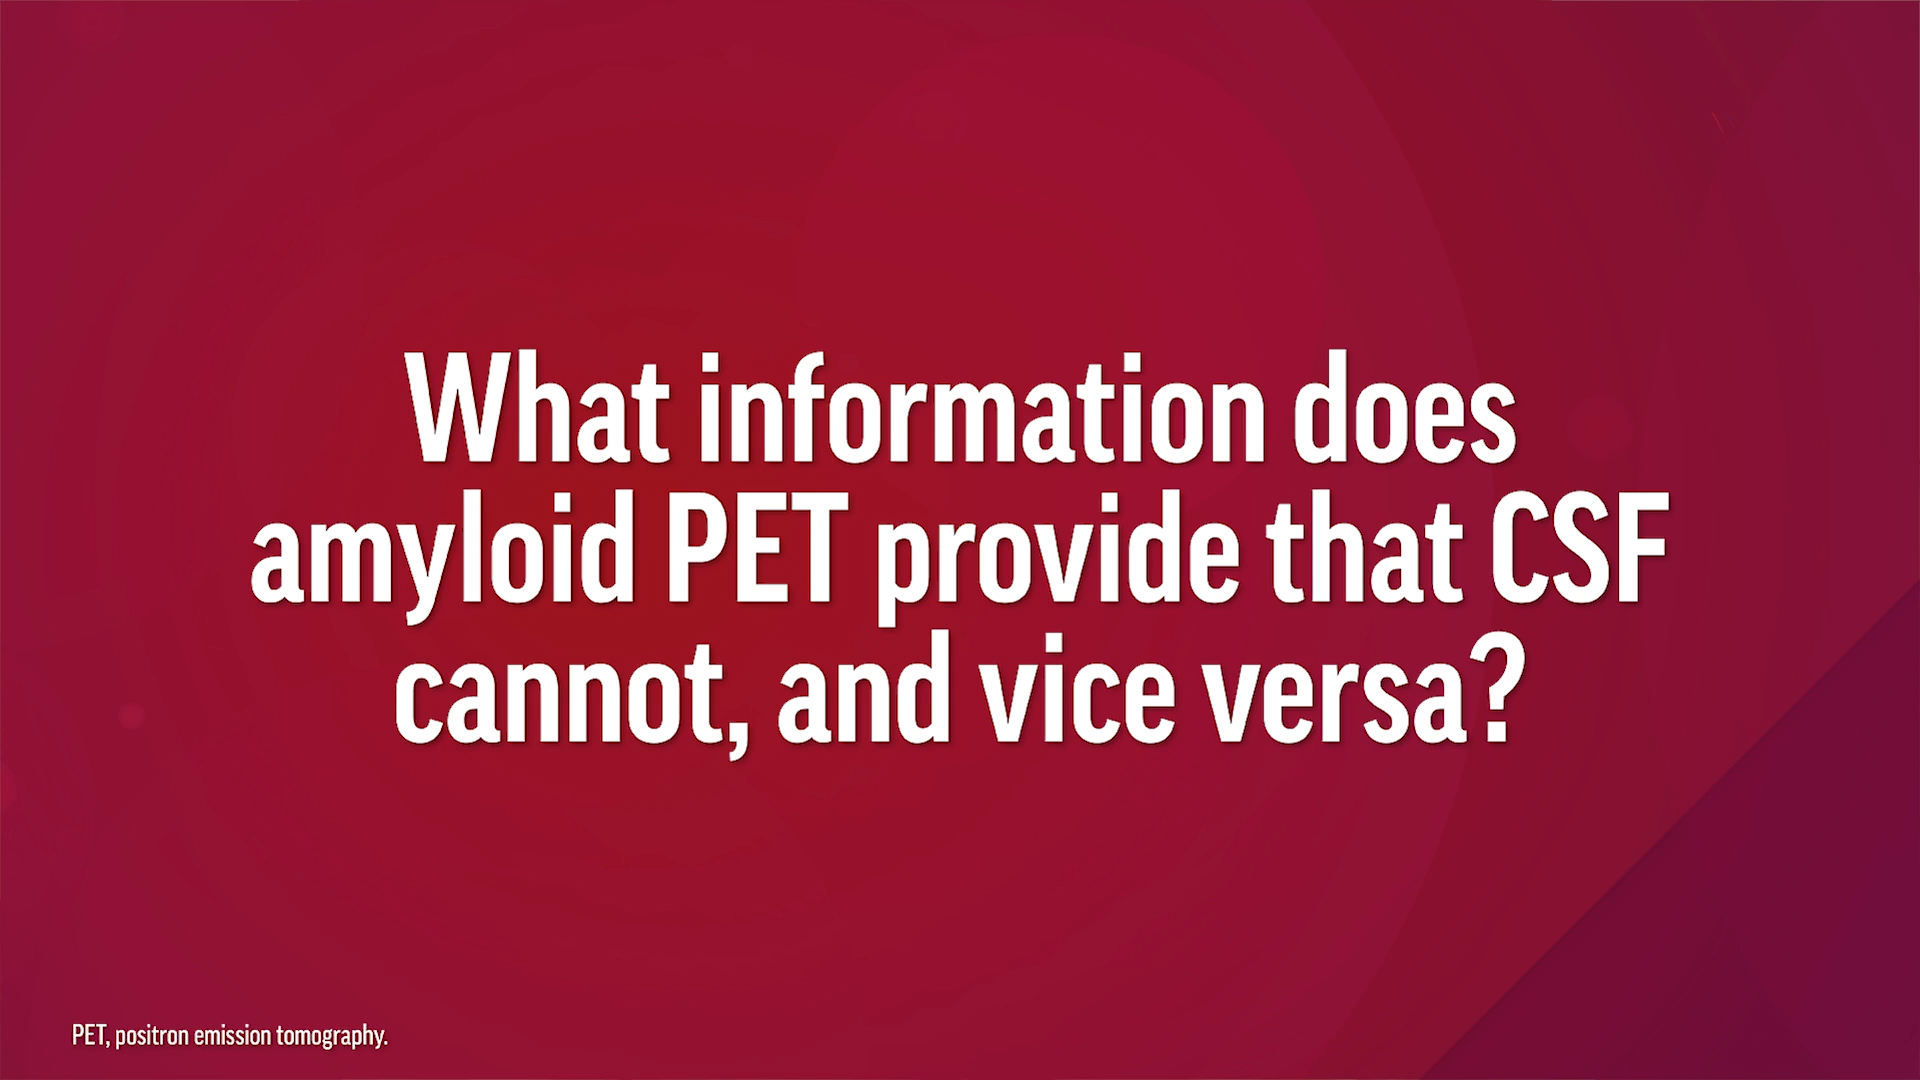 What information does
amyloid PET provide that CSF
cannot, and vice versa?
PET, positron emission tomography.